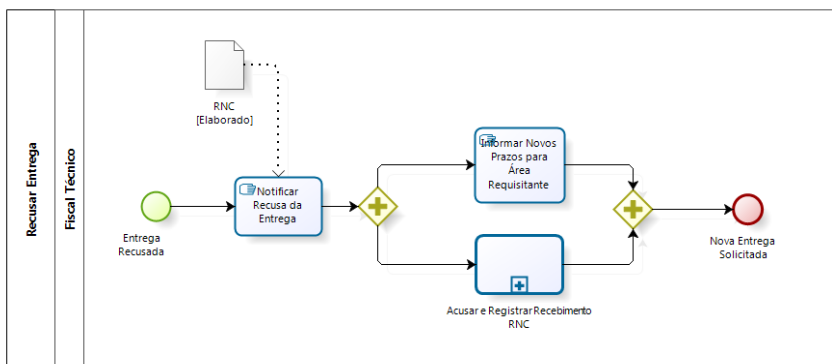 Recusar Entrega
Fiscal Técnico
RNC
[Elaborado]
Entrega
Recusada
Notificar
Recusa da
Entrega
Informar Novos
Prazos para
Área
Requisitante
Acusar e Registrar Recebimento
RNC
Nova Entrega
Solicitada